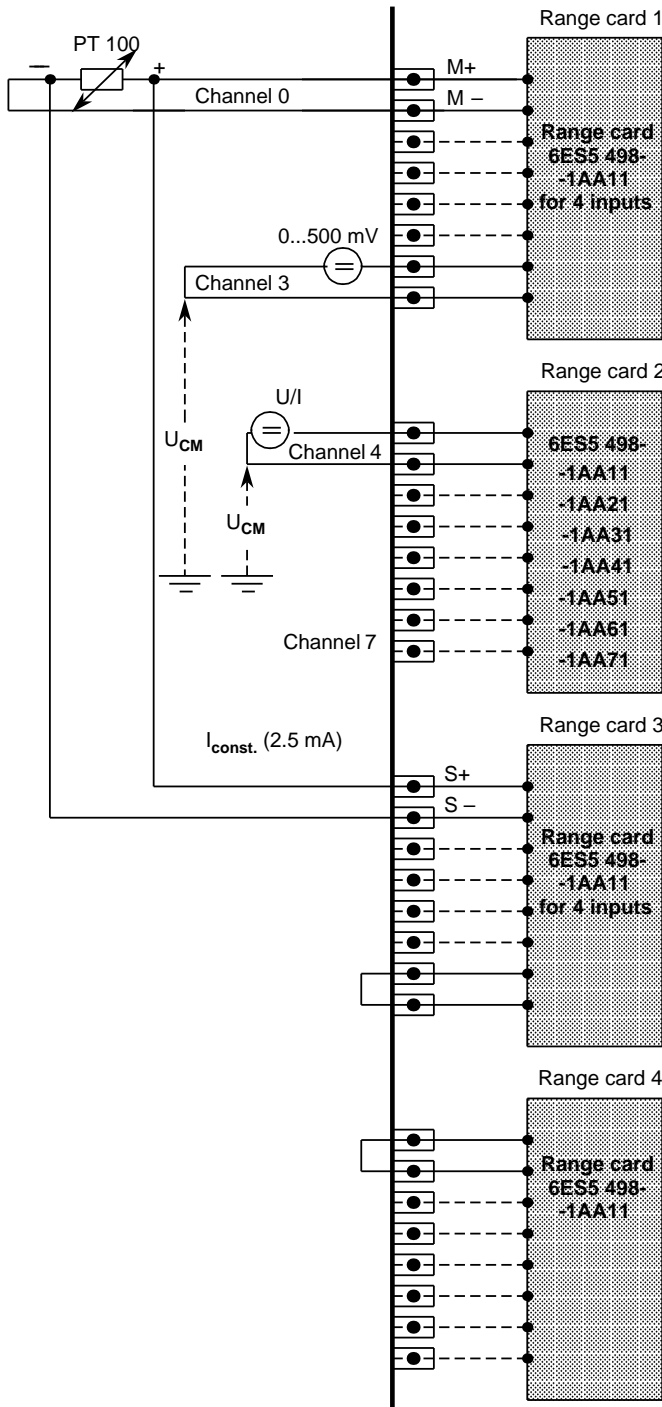 Range card 1
PT 100
— +
M+
Channel 0
M –
Range card
6ES5 498-
-1AA11
for 4 inputs
0...500 mV
=
Channel 3
Range card 2
U/I
=
UCM
Channel 4
UCM
6ES5 498-
-1AA11
-1AA21
-1AA31
-1AA41
-1AA51
-1AA61
-1AA71
Channel 7
Range card 3
Iconst. (2.5 mA)
S+
S –
Range card
6ES5 498-
-1AA11
for 4 inputs
Range card 4
Range card
6ES5 498-
-1AA11